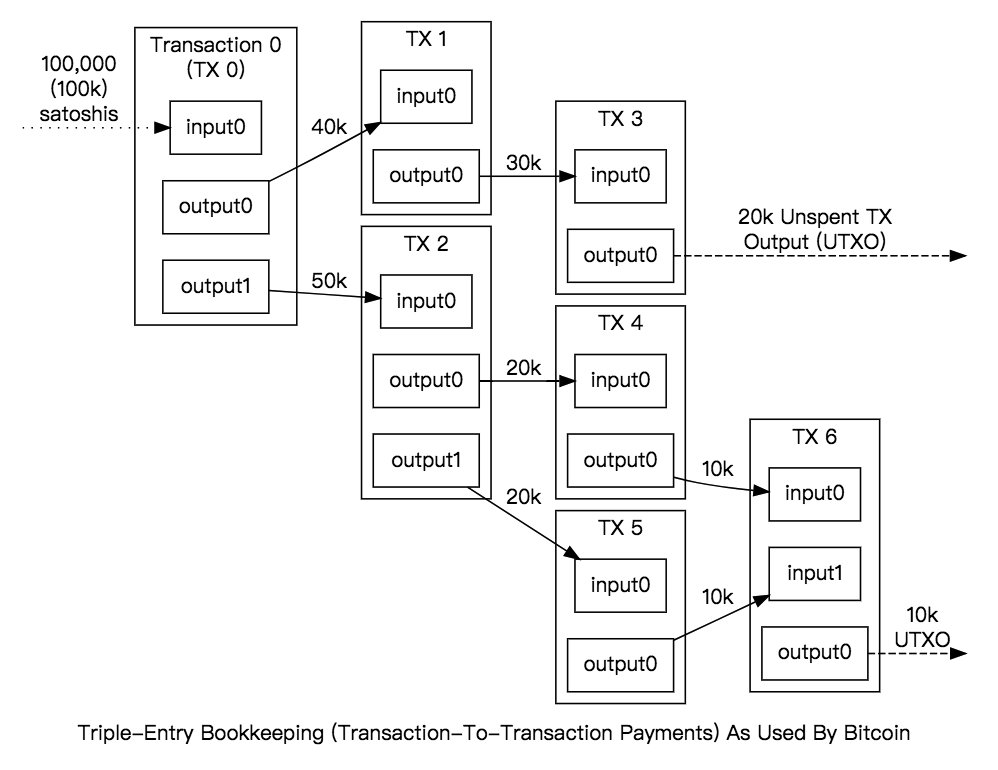 100,000
(100k)
satoshis
Transaction 0
(TX 0)
input0
output0
output1
40k
50k
TX 1
input0
output0
30k
TX 2
input0
output0
output1
20k
20k
TX 3
input0
output0
20k Unspent TX
Output (UTXO)
TX 4
input0
output0
10k
TX 5
input0
output0
10k
TX 6
input0
input1
output0
10k
UTXO
Triple-Entry Bookkeeping (Transaction-To-Transaction Payments) As Used By Bitcoin